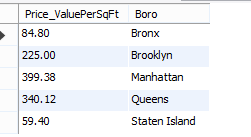 Price_ValuePerSqFt Boro
84.80 Bronx
225.00 Brooklyn
399.38 Manhattan
340.12 Queens
59.40 Staten Island